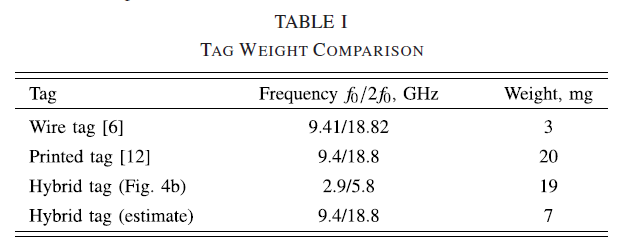 TABLE I
TAG WEIGHT COMPARISON
Tag Frequency f0/2f0, GHz Weight, mg
Wire tag [6] 9.41/18.82 3
Printed tag [12] 9.4/18.8 20
Hybrid tag (Fig. 4b) 2.9/5.8 19
Hybrid tag (estimate) 9.4/18.8 7